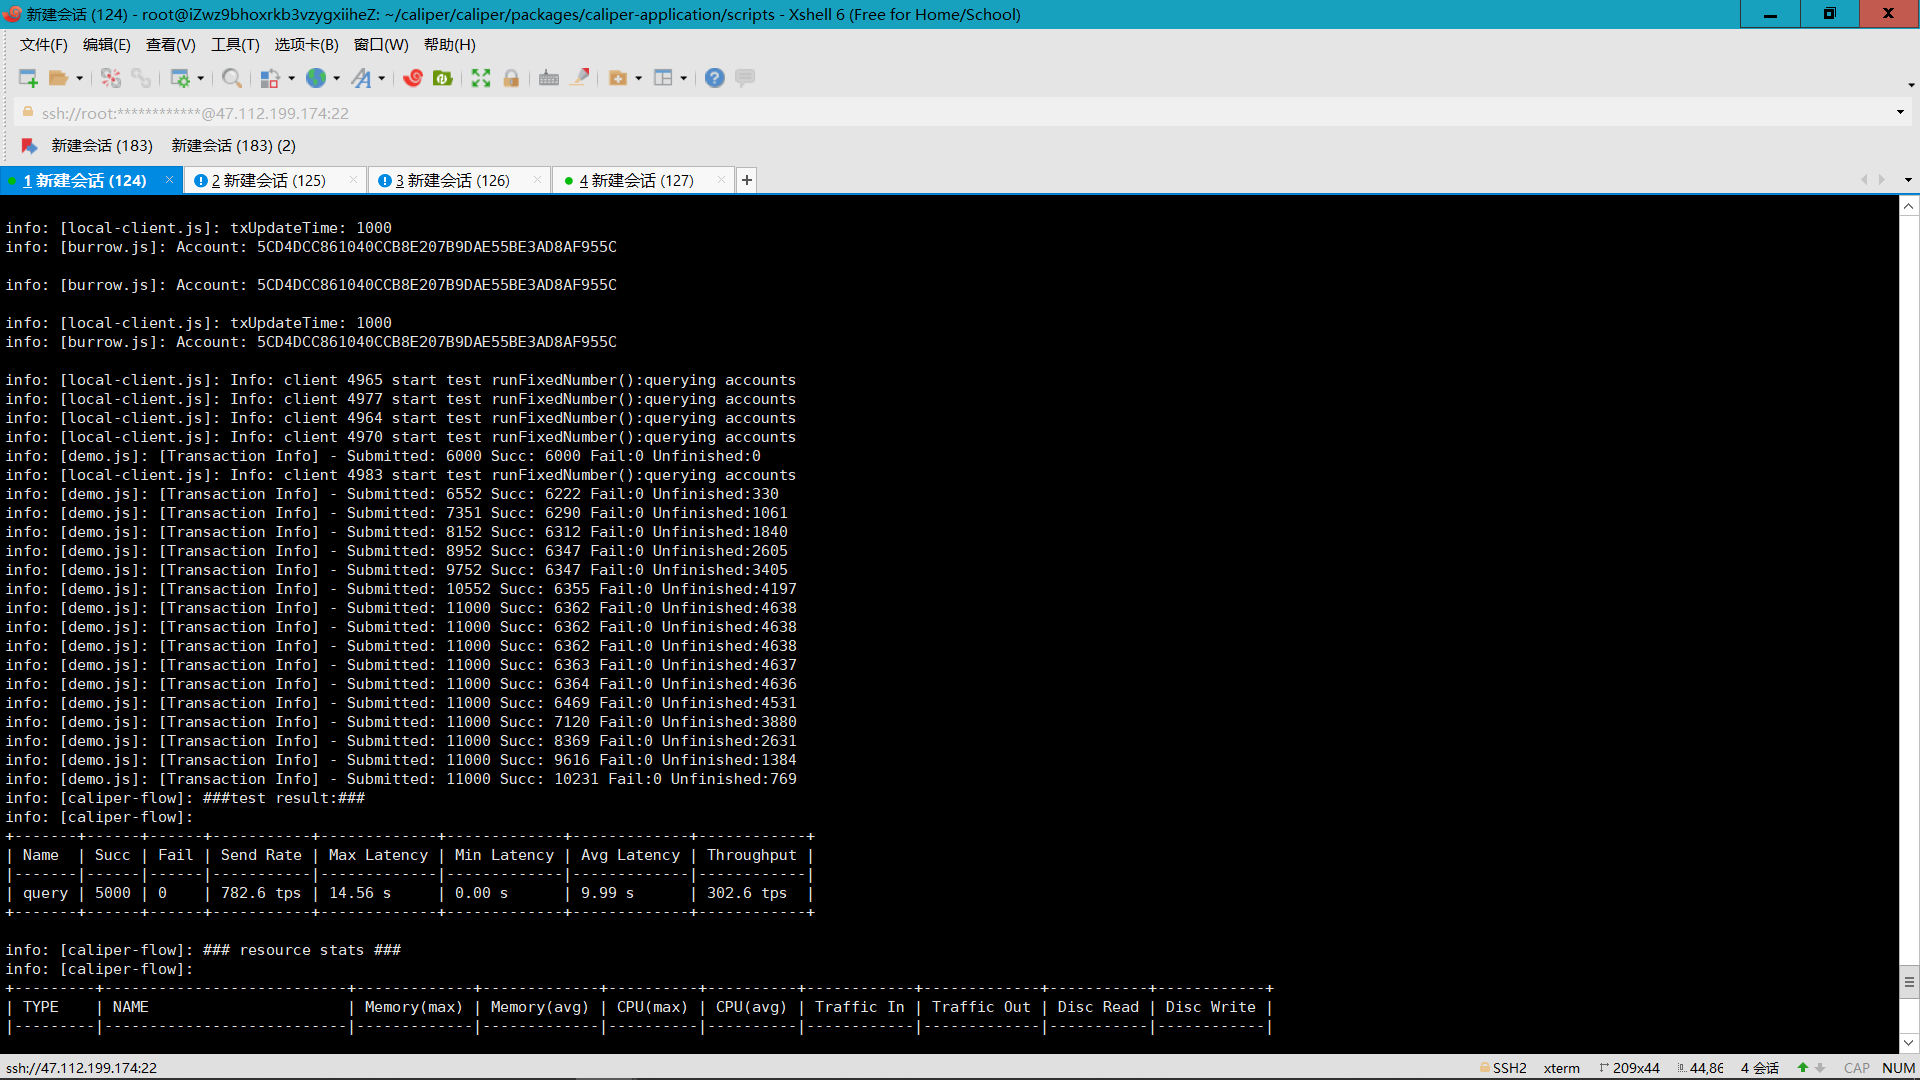 新建会话 (124) - root@iZwz9bhoxrkb3vzygxiiheZ: ~/caliper/caliper/packages/caliper-application/scripts - Xshell 6 (Free for Home/School)
文件(F) 编辑(E) 查看(V) 工具(T) 选项卡(B) 窗口(W) 帮助(H)
ssh://root:************@47.112.199.174:22
新建会话 (183) 新建会话 (183) (2)
1 新建会话 (124) × 2 新建会话 (125) × 3 新建会话 (126) × 4 新建会话 (127) × +
info: [local-client.js]: txUpdateTime: 1000
info: [burrow.js]: Account: 5CD4DCC861040CCB8E207B9DAE55BE3AD8AF955C
info: [burrow.js]: Account: 5CD4DCC861040CCB8E207B9DAE55BE3AD8AF955C
info: [local-client.js]: txUpdateTime: 1000
info: [burrow.js]: Account: 5CD4DCC861040CCB8E207B9DAE55BE3AD8AF955C
info: [local-client.js]: Info: client 4965 start test runFixedNumber():querying accounts
info: [local-client.js]: Info: client 4977 start test runFixedNumber():querying accounts
info: [local-client.js]: Info: client 4964 start test runFixedNumber():querying accounts
info: [local-client.js]: Info: client 4970 start test runFixedNumber():querying accounts
info: [demo.js]: [Transaction Info] - Submitted: 6000 Succ: 6000 Fail:0 Unfinished:0
info: [local-client.js]: Info: client 4983 start test runFixedNumber():querying accounts
info: [demo.js]: [Transaction Info] - Submitted: 6552 Succ: 6222 Fail:0 Unfinished:330
info: [demo.js]: [Transaction Info] - Submitted: 7351 Succ: 6290 Fail:0 Unfinished:1061
info: [demo.js]: [Transaction Info] - Submitted: 8152 Succ: 6312 Fail:0 Unfinished:1840
info: [demo.js]: [Transaction Info] - Submitted: 8952 Succ: 6347 Fail:0 Unfinished:2605
info: [demo.js]: [Transaction Info] - Submitted: 9752 Succ: 6347 Fail:0 Unfinished:3405
info: [demo.js]: [Transaction Info] - Submitted: 10552 Succ: 6355 Fail:0 Unfinished:4197
info: [demo.js]: [Transaction Info] - Submitted: 11000 Succ: 6362 Fail:0 Unfinished:4638
info: [demo.js]: [Transaction Info] - Submitted: 11000 Succ: 6362 Fail:0 Unfinished:4638
info: [demo.js]: [Transaction Info] - Submitted: 11000 Succ: 6362 Fail:0 Unfinished:4638
info: [demo.js]: [Transaction Info] - Submitted: 11000 Succ: 6363 Fail:0 Unfinished:4637
info: [demo.js]: [Transaction Info] - Submitted: 11000 Succ: 6364 Fail:0 Unfinished:4636
info: [demo.js]: [Transaction Info] - Submitted: 11000 Succ: 6469 Fail:0 Unfinished:4531
info: [demo.js]: [Transaction Info] - Submitted: 11000 Succ: 7120 Fail:0 Unfinished:3880
info: [demo.js]: [Transaction Info] - Submitted: 11000 Succ: 8369 Fail:0 Unfinished:2631
info: [demo.js]: [Transaction Info] - Submitted: 11000 Succ: 9616 Fail:0 Unfinished:1384
info: [demo.js]: [Transaction Info] - Submitted: 11000 Succ: 10231 Fail:0 Unfinished:769
info: [caliper-flow]: ###test result:###
info: [caliper-flow]:
+-------+------+------+-----------+-------------+-------------+-------------+------------+
| Name  | Succ | Fail | Send Rate | Max Latency | Min Latency | Avg Latency | Throughput |
|-------|------|------|-----------|-------------|-------------|-------------|------------|
| query | 5000 | 0    | 782.6 tps | 14.56 s     | 0.00 s      | 9.99 s      | 302.6 tps  |
+-------+------+------+-----------+-------------+-------------+-------------+------------+
info: [caliper-flow]: ### resource stats ###
info: [caliper-flow]:
+---------+---------------------------+-------------+-------------+----------+----------+------------+-------------+-----------+------------+
| TYPE    | NAME                      | Memory(max) | Memory(avg) | CPU(max) | CPU(avg) | Traffic In | Traffic Out | Disc Read | Disc Write |
|---------|---------------------------|-------------|-------------|----------|----------|------------|-------------|-----------|------------|
ssh://47.112.199.174:22 SSH2 xterm 209x44 44,86 4 会话 CAP NUM